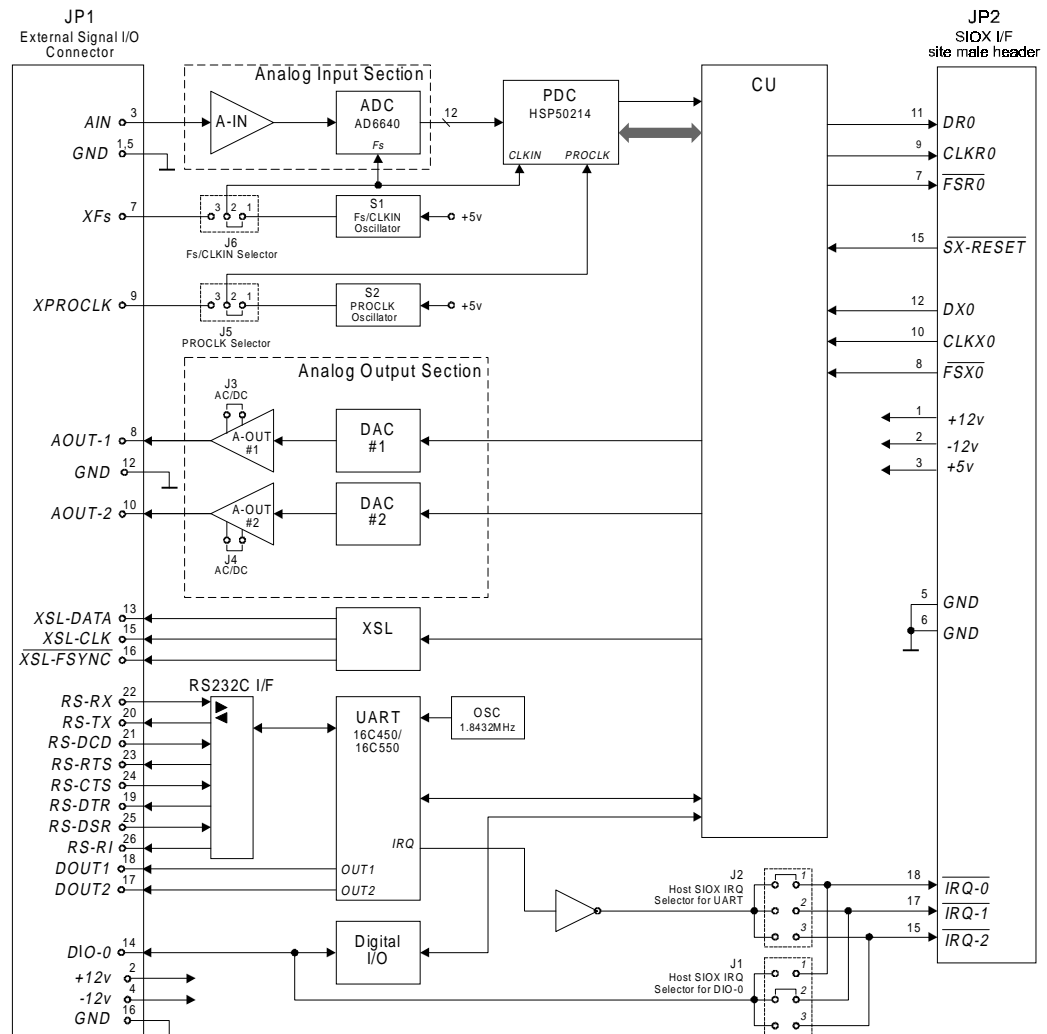 JP1
External Signal I/O
Connector
JP2
SIOX I/F
site male header
Analog Input Section
A-IN
ADC
AD6640
Fs
12
PDC
HSP50214
CLKIN PROCLK
CU
AIN 3
GND 1,5
XFs 7
3 2 1
J6
Fs/CLKIN Selector
S1
Fs/CLKIN
Oscillator
+5v
XPROCLK 9
3 2 1
J5
PROCLK Selector
S2
PROCLK
Oscillator
+5v
11 DR0
9 CLKR0
7 FSR0
15 SX-RESET
12 DX0
10 CLKX0
8 FSX0
1 +12v
2 -12v
3 +5v
5 GND
6 GND
Analog Output Section
J3
AC/DC
A-OUT
#1
DAC
#1
AOUT-1 8
GND 12
AOUT-2 10
A-OUT
#2
DAC
#2
J4
AC/DC
XSL-DATA 13
XSL-CLK 15
XSL-FSYNC 16
XSL
RS232C I/F
RS-RX 22
RS-TX 20
RS-DCD 21
RS-RTS 23
RS-CTS 24
RS-DTR 19
RS-DSR 25
RS-RI 26
DOUT1 18
DOUT2 17
UART
16C450/
16C550
IRQ
OUT1
OUT2
OSC
1.8432MHz
J2
Host SIOX IRQ
Selector for UART
1
2
3
18 IRQ-0
17 IRQ-1
15 IRQ-2
DIO-0 14
+12v 2
-12v 4
GND 16
Digital
I/O
J1
Host SIOX IRQ
Selector for DIO-0
1
2
3